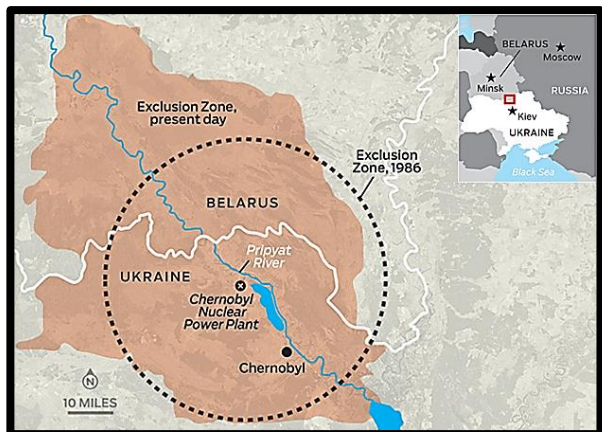 Exclusion Zone,
present day
Exclusion
Zone, 1986
BELARUS
UKRAINE
Pripyat
River
Chernobyl
Nuclear
Power Plant
Chernobyl
N
10 MILES
BELARUS
Moscow
Minsk
RUSSIA
Kiev
UKRAINE
Black Sea